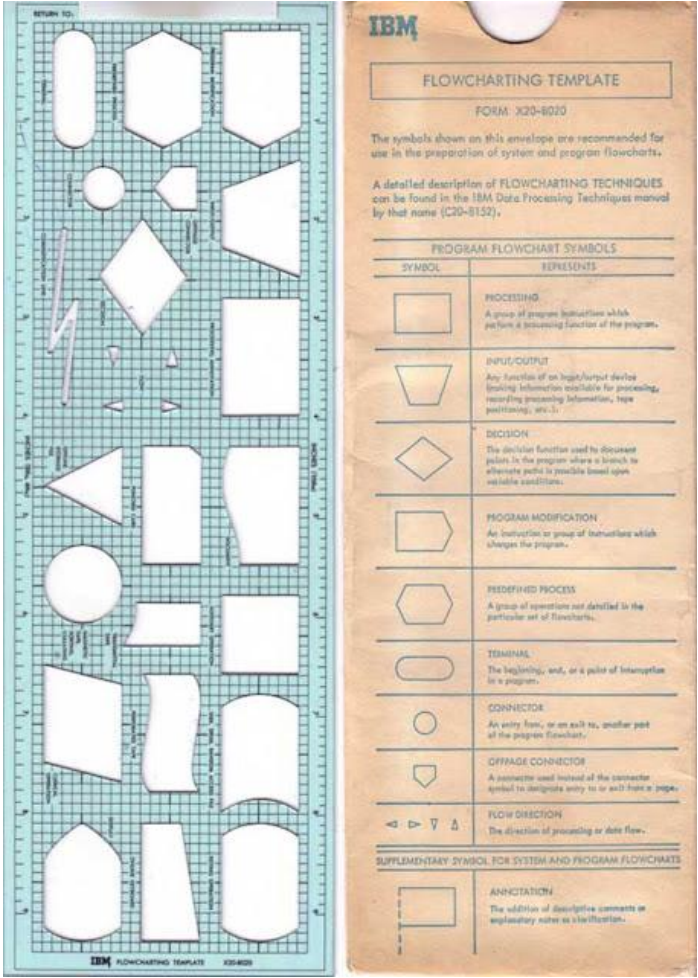 RETURN TO:
IBM FLOWCHARTING TEMPLATE X20-8020
IBM
FLOWCHARTING TEMPLATE
FORM X20-8020
The symbols shown on this envelope are recommended for
use in the preparation of system and program flowcharts.
A detailed description of FLOWCHARTING TECHNIQUES
can be found in the IBM Data Processing Techniques manual
by that name (C20-8152).
PROGRAM FLOWCHART SYMBOLS
SYMBOL REPRESENTS
PROCESSING
A group of program instructions which
perform a processing function of the program.
INPUT/OUTPUT
Any function of an input/output device
(making information available for processing,
recording processing information, tape
positioning, etc.).
DECISION
The decision function used to document
points in the program where a branch to
alternate paths is possible based upon
variable conditions.
PROGRAM MODIFICATION
An instruction or group of instructions which
changes the program.
PREDEFINED PROCESS
A group of operations not detailed in the
particular set of flowcharts.
TERMINAL
The beginning, end, or a point of interruption
in a program.
CONNECTOR
An entry from, or an exit to, another part
of the program flowchart.
OFFPAGE CONNECTOR
A connector used instead of the connector
symbol to designate entry to or exit from a page.
FLOW DIRECTION
The direction of processing or data flow.
SUPPLEMENTARY SYMBOL FOR SYSTEM AND PROGRAM FLOWCHARTS
ANNOTATION
The addition of descriptive comments or
explanatory notes as clarification.